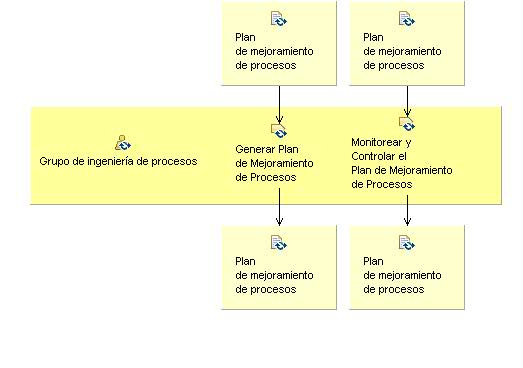 Plan
de mejoramiento
de procesos
Plan
de mejoramiento
de procesos
Grupo de ingeniería de procesos
Generar Plan
de Mejoramiento
de Procesos
Monitorear y
Controlar el
Plan de Mejoramiento
de Procesos
Plan
de mejoramiento
de procesos
Plan
de mejoramiento
de procesos